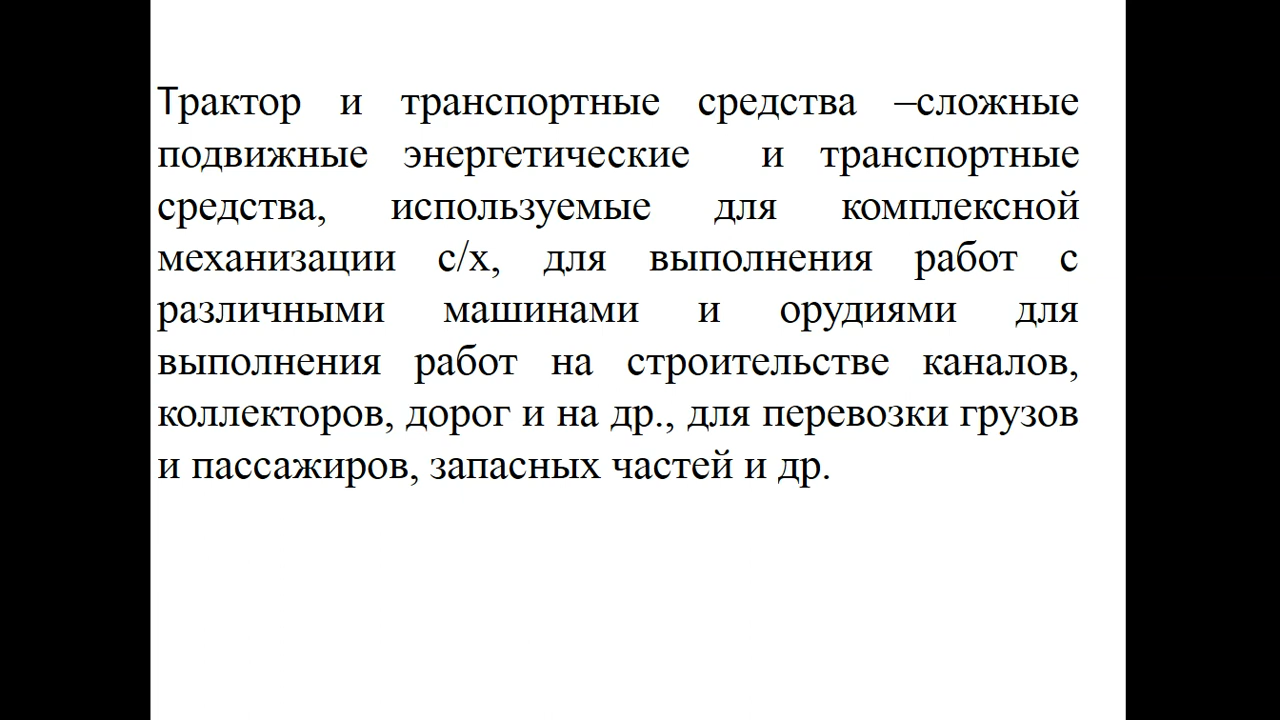 Трактор и транспортные средства –сложные
подвижные энергетические и транспортные
средства, используемые для комплексной
механизации с/х, для выполнения работ с
различными машинами и орудиями для
выполнения работ на строительстве каналов,
коллекторов, дорог и на др., для перевозки грузов
и пассажиров, запасных частей и др.